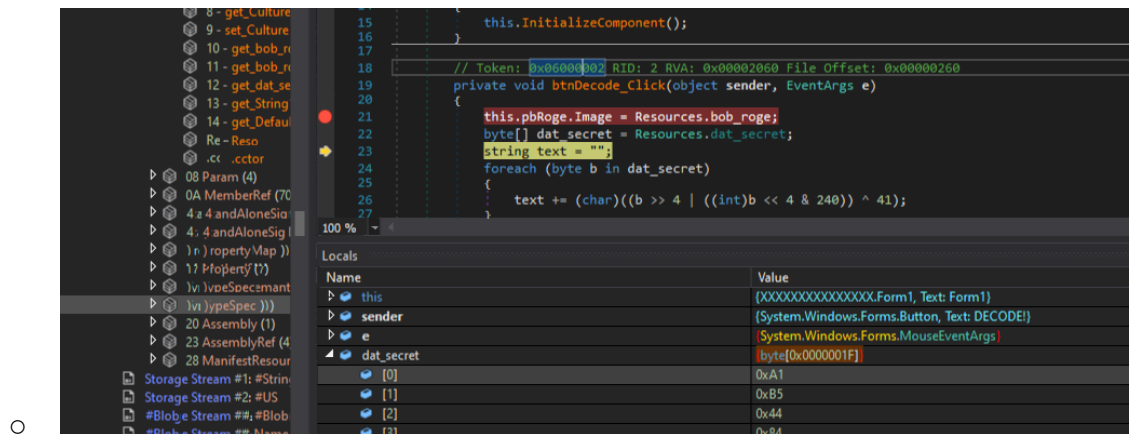 8 - get_Culture
9 - set_Culture
10 - get_bob_ro
11 - get_bob_ro
12 - get_dat_se
13 - get_String
14 - get_Defaul
.cctor
08 Param (4)
0A MemberRef (70
20 Assembly (1)
23 AssemblyRef (4
28 ManifestResour
Storage Stream #1: #String
Storage Stream #2: #US
15 this.InitializeComponent();
16 }
17
18 // Token: 0x06000002 RID: 2 RVA: 0x00002060 File Offset: 0x00000260
19 private void btnDecode_Click(object sender, EventArgs e)
20 {
21 this.pbRoge.Image = Resources.bob_roge;
22 byte[] dat_secret = Resources.dat_secret;
23 string text = "";
24 foreach (byte b in dat_secret)
25 {
26 text += (char)((b >> 4 | ((int)b << 4 & 240)) ^ 41);
27 }
100 %
Locals
Name Value
this {XXXXXXXXXXXXXXX.Form1, Text: Form1}
sender {System.Windows.Forms.Button, Text: DECODE!}
e {System.Windows.Forms.MouseEventArgs}
dat_secret {byte[0x0000001F]}
[0] 0xA1
[1] 0xB5
[2] 0x44
[3] 0x84